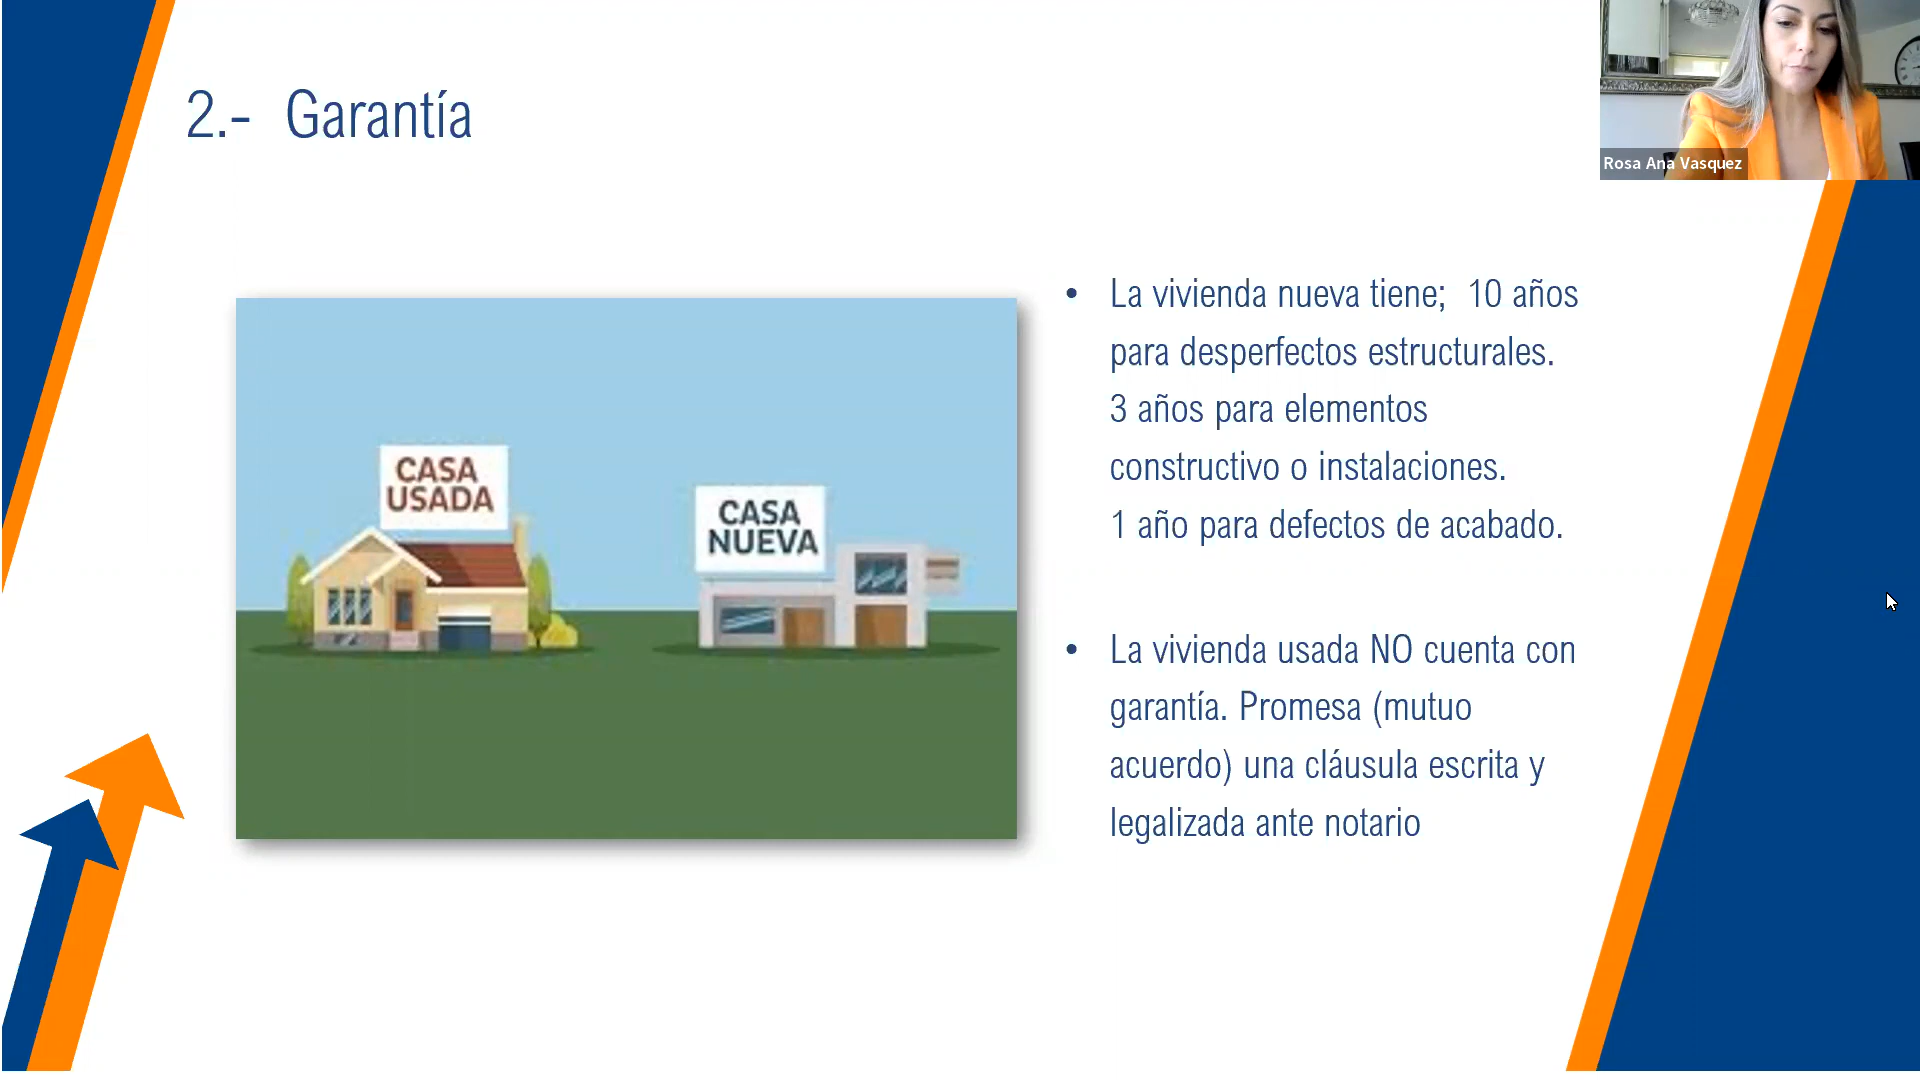 2.- Garantía
Rosa Ana Vasquez
CASA
USADA
CASA
NUEVA
• La vivienda nueva tiene; 10 años
para desperfectos estructurales.
3 años para elementos
constructivo o instalaciones.
1 año para defectos de acabado.
• La vivienda usada NO cuenta con
garantía. Promesa (mutuo
acuerdo) una cláusula escrita y
legalizada ante notario